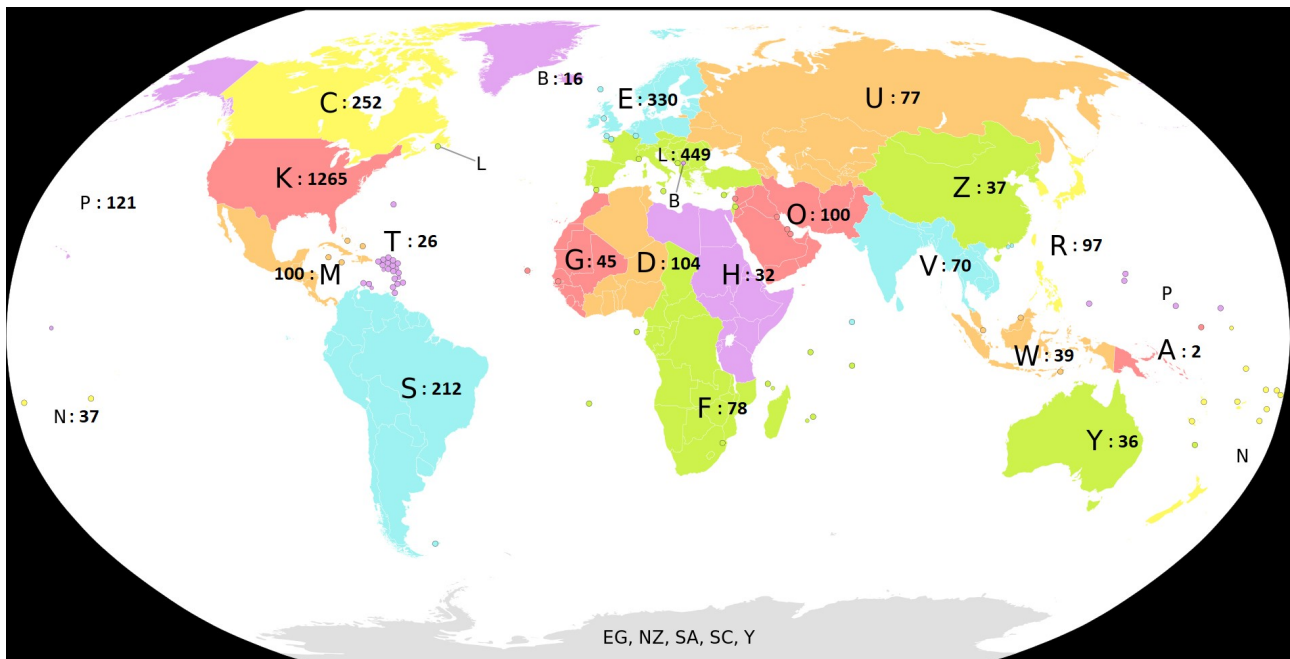 B : 16
E : 330
U : 77
C : 252
L : 449
L
K : 1265
Z : 37
P : 121
B
O : 100
T : 26
R : 97
G : 45
D : 104
H : 32
V : 70
100 : M
P
A : 2
W : 39
S : 212
F : 78
N : 37
Y : 36
N
EG, NZ, SA, SC, Y